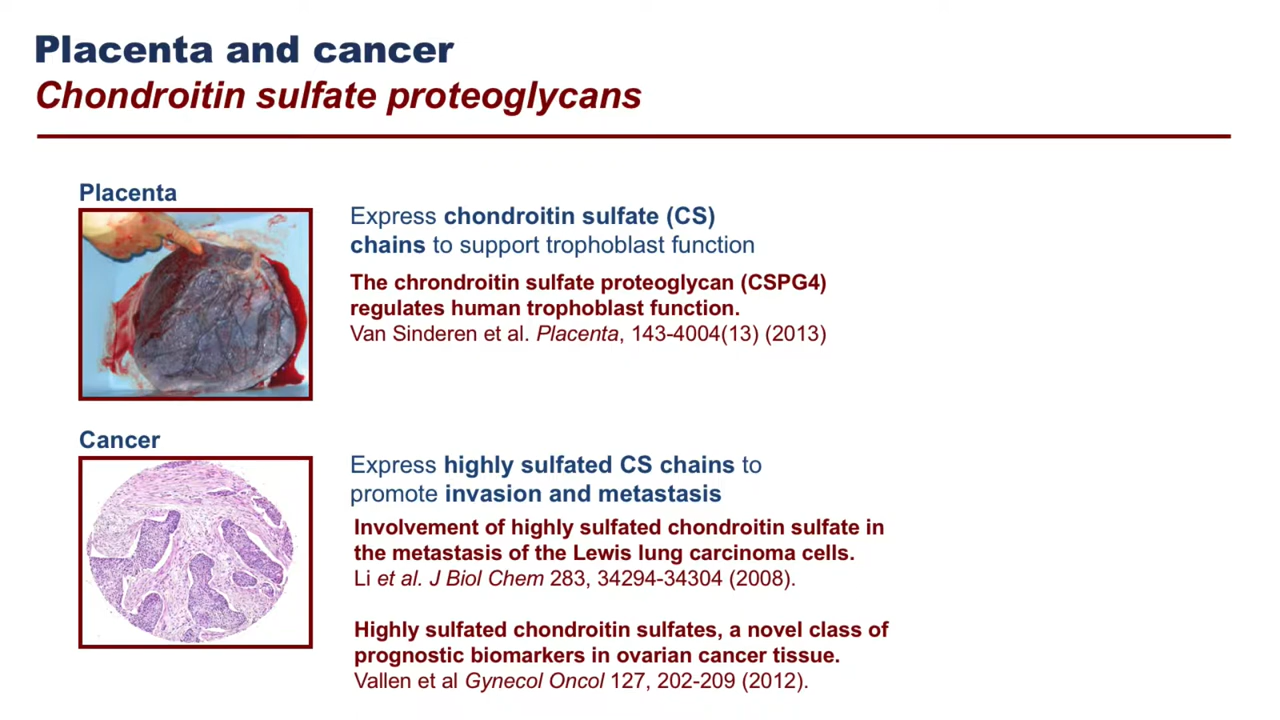 Placenta and cancer
Chondroitin sulfate proteoglycans
Placenta
Express chondroitin sulfate (CS)
chains to support trophoblast function
The chrondroitin sulfate proteoglycan (CSPG4)
regulates human trophoblast function.
Van Sinderen et al. Placenta, 143-4004(13) (2013)
Cancer
Express highly sulfated CS chains to
promote invasion and metastasis
Involvement of highly sulfated chondroitin sulfate in
the metastasis of the Lewis lung carcinoma cells.
Li et al. J Biol Chem 283, 34294-34304 (2008).
Highly sulfated chondroitin sulfates, a novel class of
prognostic biomarkers in ovarian cancer tissue.
Vallen et al Gynecol Oncol 127, 202-209 (2012).